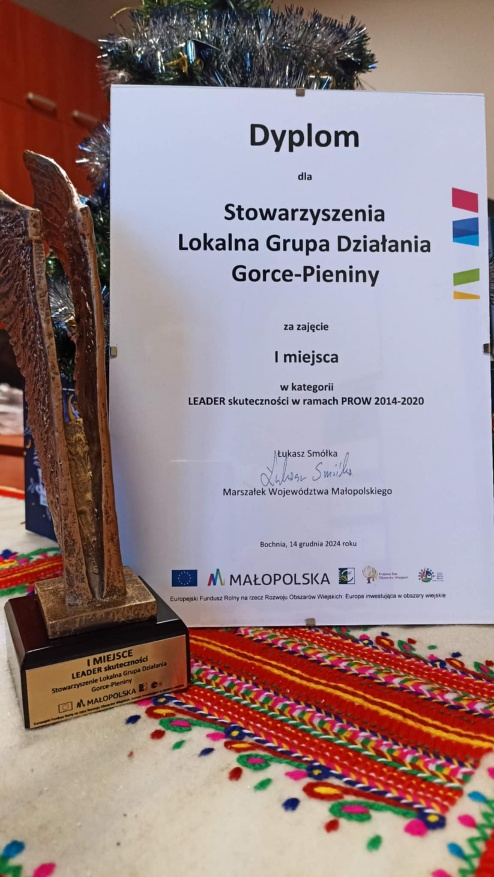 Dyplom
dla
Stowarzyszenia
Lokalna Grupa Działania
Gorce-Pieniny
za zajęcie
I miejsca
w kategorii
LEADER skuteczności w ramach PROW 2014-2020
Łukasz Smółka
Łukasz Smółka
Marszałek Województwa Małopolskiego
Bochnia, 14 grudnia 2024 roku
MAŁOPOLSKA
Europejski Fundusz Rolny na rzecz Rozwoju Obszarów Wiejskich: Europa inwestująca w obszary wiejskie
I MIEJSCE
LEADER skuteczności
Stowarzyszenie Lokalna Grupa Działania
Gorce-Pieniny
MAŁOPOLSKA